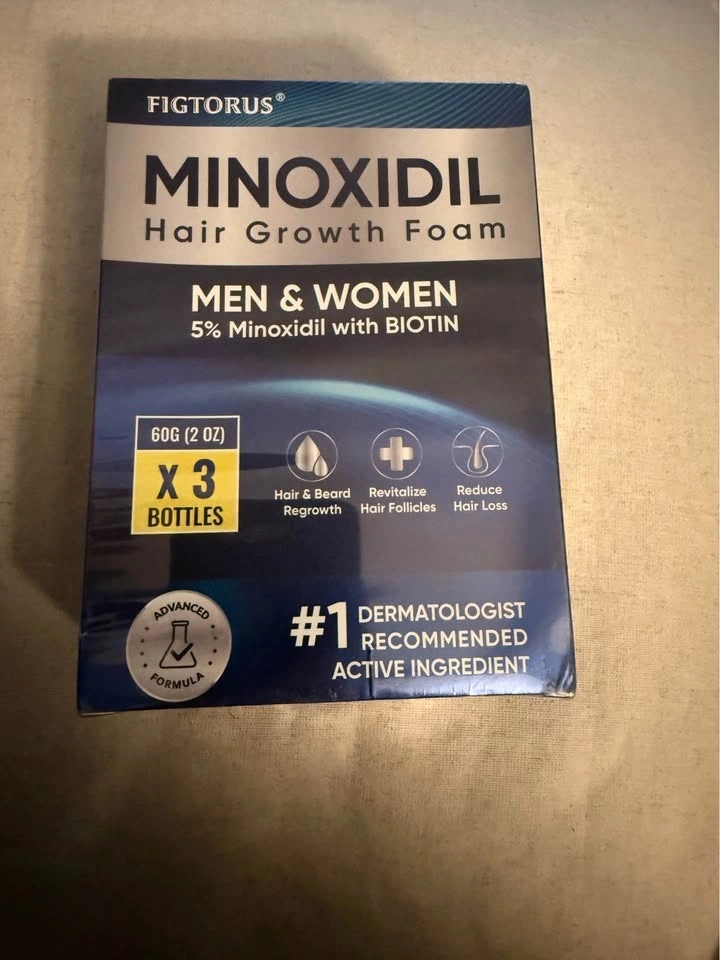 FIGTORUS®
MINOXIDIL
Hair Growth Foam
MEN & WOMEN
5% Minoxidil with BIOTIN
60G (2 OZ)
X 3
BOTTLES
Hair & Beard
Regrowth
Revitalize
Hair Follicles
Reduce
Hair Loss
ADVANCED
FORMULA
#1 DERMATOLOGIST
RECOMMENDED
ACTIVE INGREDIENT